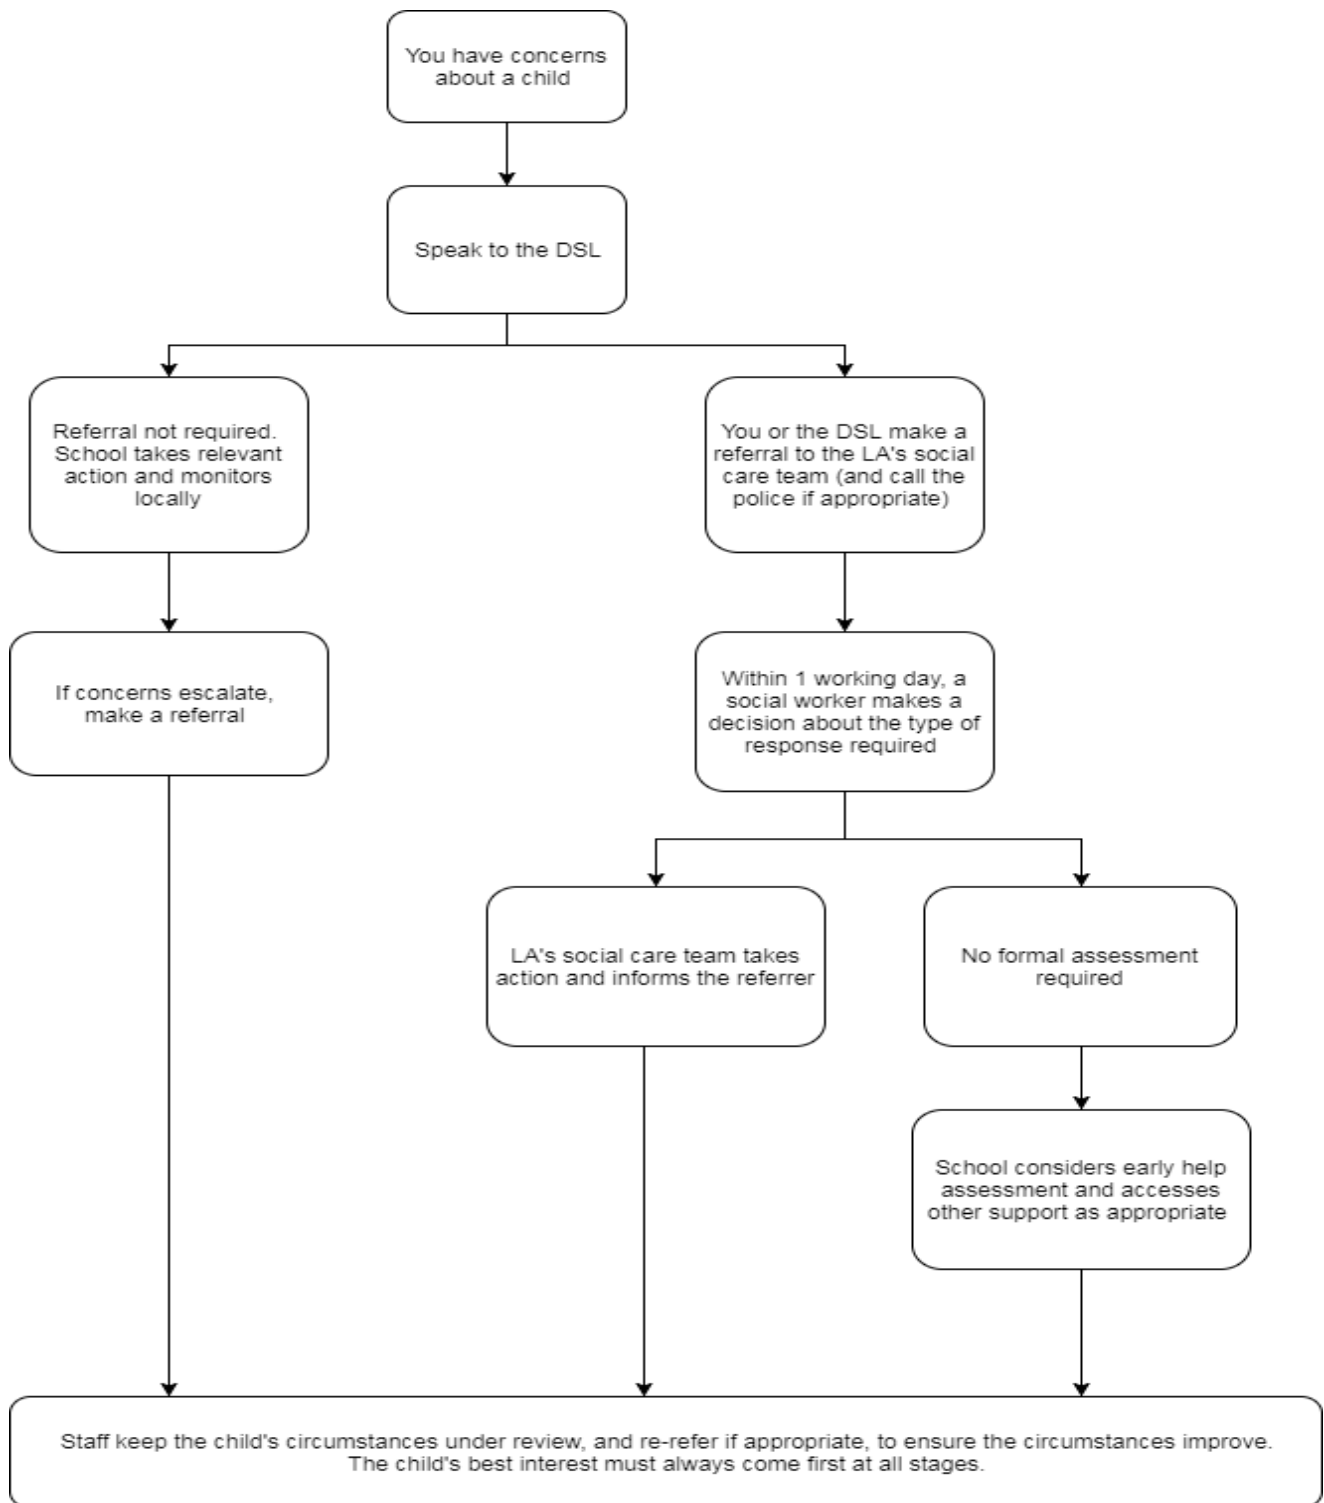 You have concerns
about a child
Speak to the DSL
Referral not required.
School takes relevant
action and monitors
locally
You or the DSL make a
referral to the LA's social
care team (and call the
police if appropriate)
If concerns escalate,
make a referral
Within 1 working day, a
social worker makes a
decision about the type of
response required
LA's social care team takes
action and informs the referrer
No formal assessment
required
School considers early help
assessment and accesses
other support as appropriate
Staff keep the child's circumstances under review, and re-refer if appropriate, to ensure the circumstances improve.
The child's best interest must always come first at all stages.